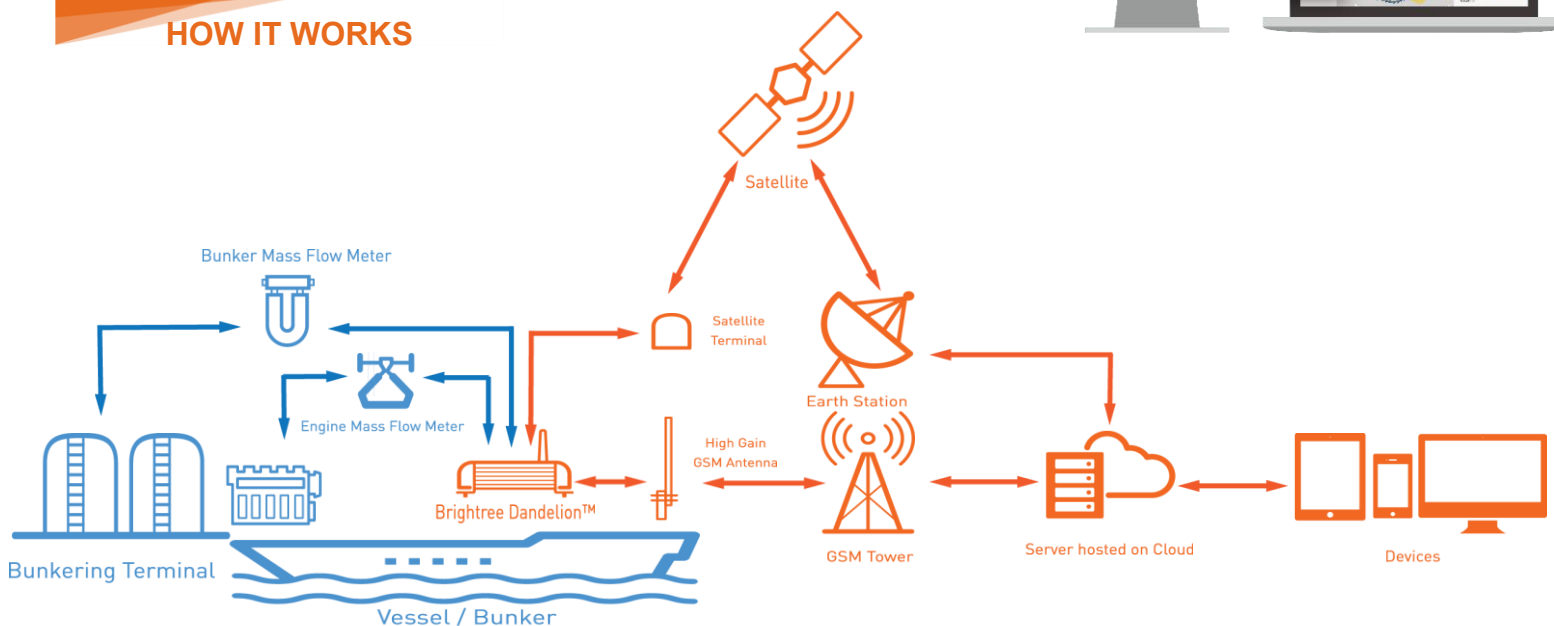 HOW IT WORKS
Satellite
Bunker Mass Flow Meter
Satellite
Terminal
Earth Station
Engine Mass Flow Meter
High Gain
GSM Antenna
Brightree Dandelion™
GSM Tower
Server hosted on Cloud
Devices
Bunkering Terminal
Vessel / Bunker